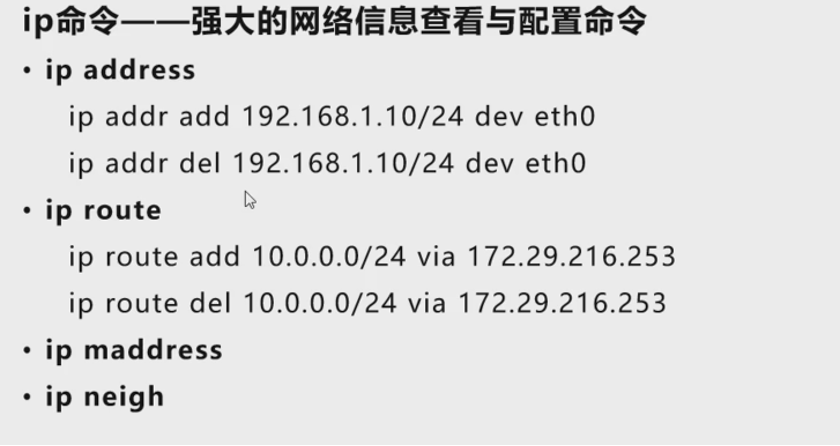 ip命令——强大的网络信息查看与配置命令
• ip address
ip addr add 192.168.1.10/24 dev eth0
ip addr del 192.168.1.10/24 dev eth0
• ip route
ip route add 10.0.0.0/24 via 172.29.216.253
ip route del 10.0.0.0/24 via 172.29.216.253
• ip maddress
• ip neigh